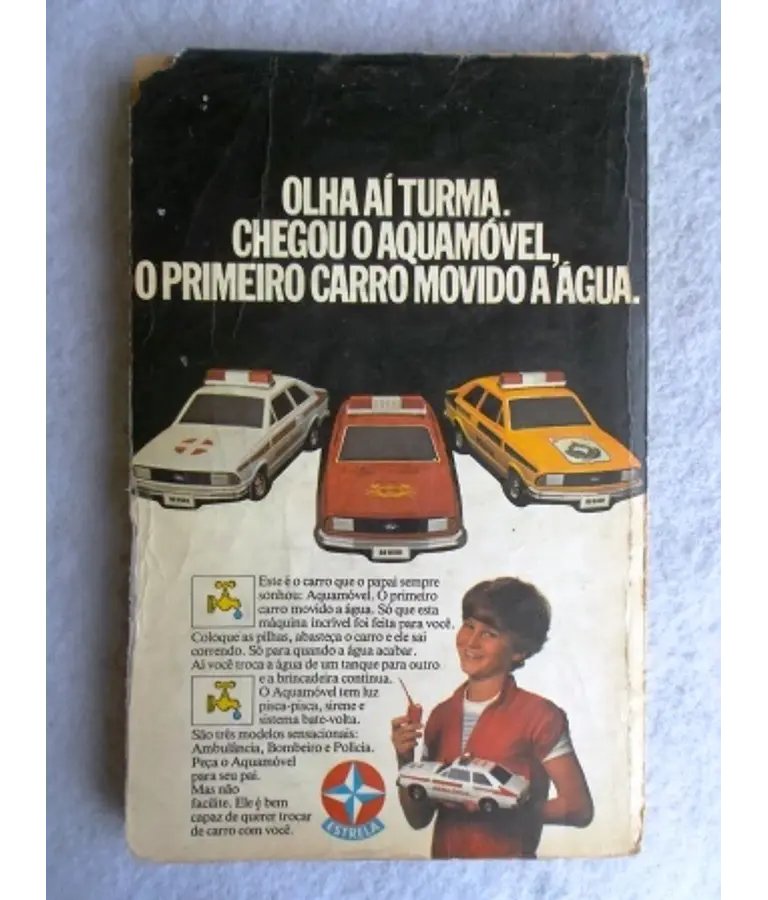 OLHA AÍ TURMA.
CHEGOU O AQUAMÓVEL,
O PRIMEIRO CARRO MOVIDO A ÁGUA.
Este é o carro que o papai sempre
sonhou: Aquamóvel. O primeiro
carro movido a água. Só que esta
máquina incrível foi feita para você.
Coloque as pilhas, abasteça o carro e ele sai
correndo. Só para quando a água acabar.
Aí você troca a água de um tanque para outro
e a brincadeira continua.
O Aquamóvel tem luz
pisca-pisca, sirene e
sistema bate-volta.
São três modelos sensacionais:
Ambulância, Bombeiro e Polícia.
Peça o Aquamóvel
para seu pai.
Mas não
facilite. Ele é bem
capaz de querer trocar
de carro com você.
ESTRELA